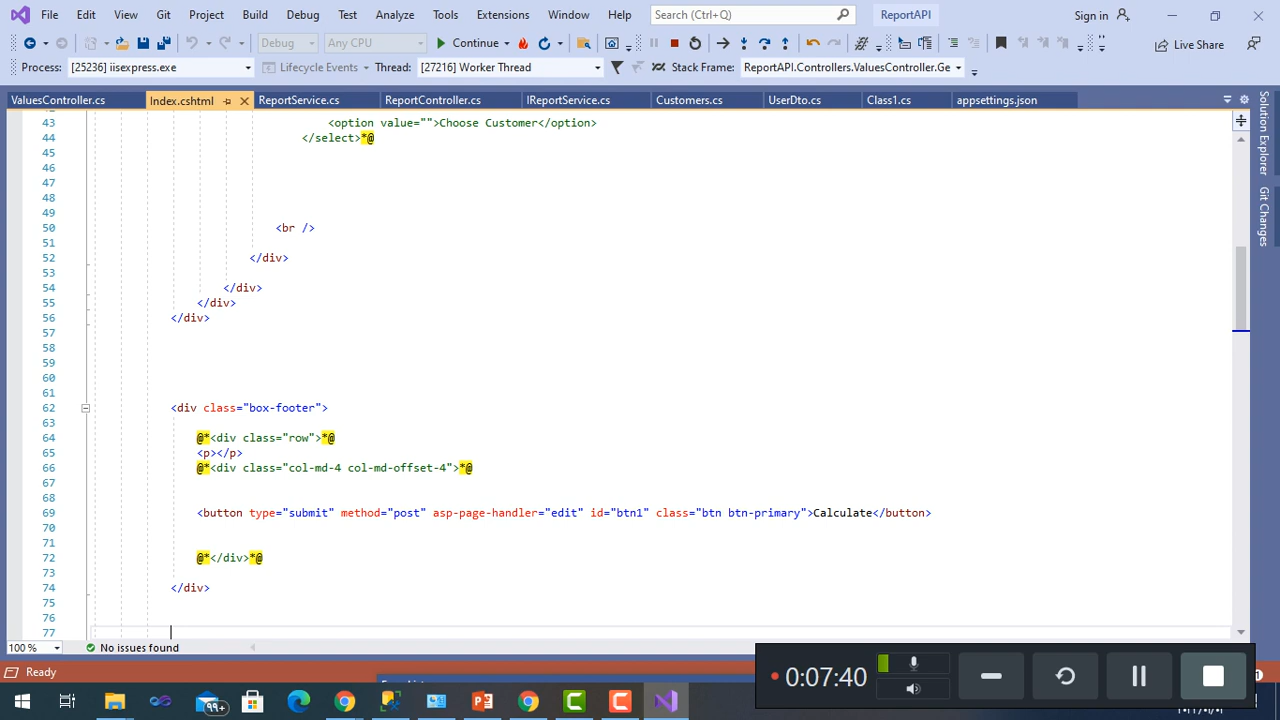 File Edit View Git Project Build Debug Test Analyze Tools Extensions Window Help Search (Ctrl+Q) ReportAPI Sign in
Debug Any CPU Continue Live Share
Process: [25236] iisexpress.exe Lifecycle Events Thread: [27216] Worker Thread Stack Frame: ReportAPI.Controllers.ValuesController.Ge
ValuesController.cs Index.cshtml ReportService.cs ReportController.cs IReportService.cs Customers.cs UserDto.cs Class1.cs appsettings.json
Solution Explorer
Git Changes
43 <option value="">Choose Customer</option>
44 </select>*@
45
46
47
48
49
50 <br />
51
52 </div>
53
54 </div>
55 </div>
56 </div>
57
58
59
60
61
62 <div class="box-footer">
63
64 @*<div class="row">*@
65 <p></p>
66 @*<div class="col-md-4 col-md-offset-4">*@
67
68
69 <button type="submit" method="post" asp-page-handler="edit" id="btn1" class="btn btn-primary">Calculate</button>
70
71
72 @*</div>*@
73
74 </div>
75
76
77
100 % No issues found
Ready
0:07:40
99+